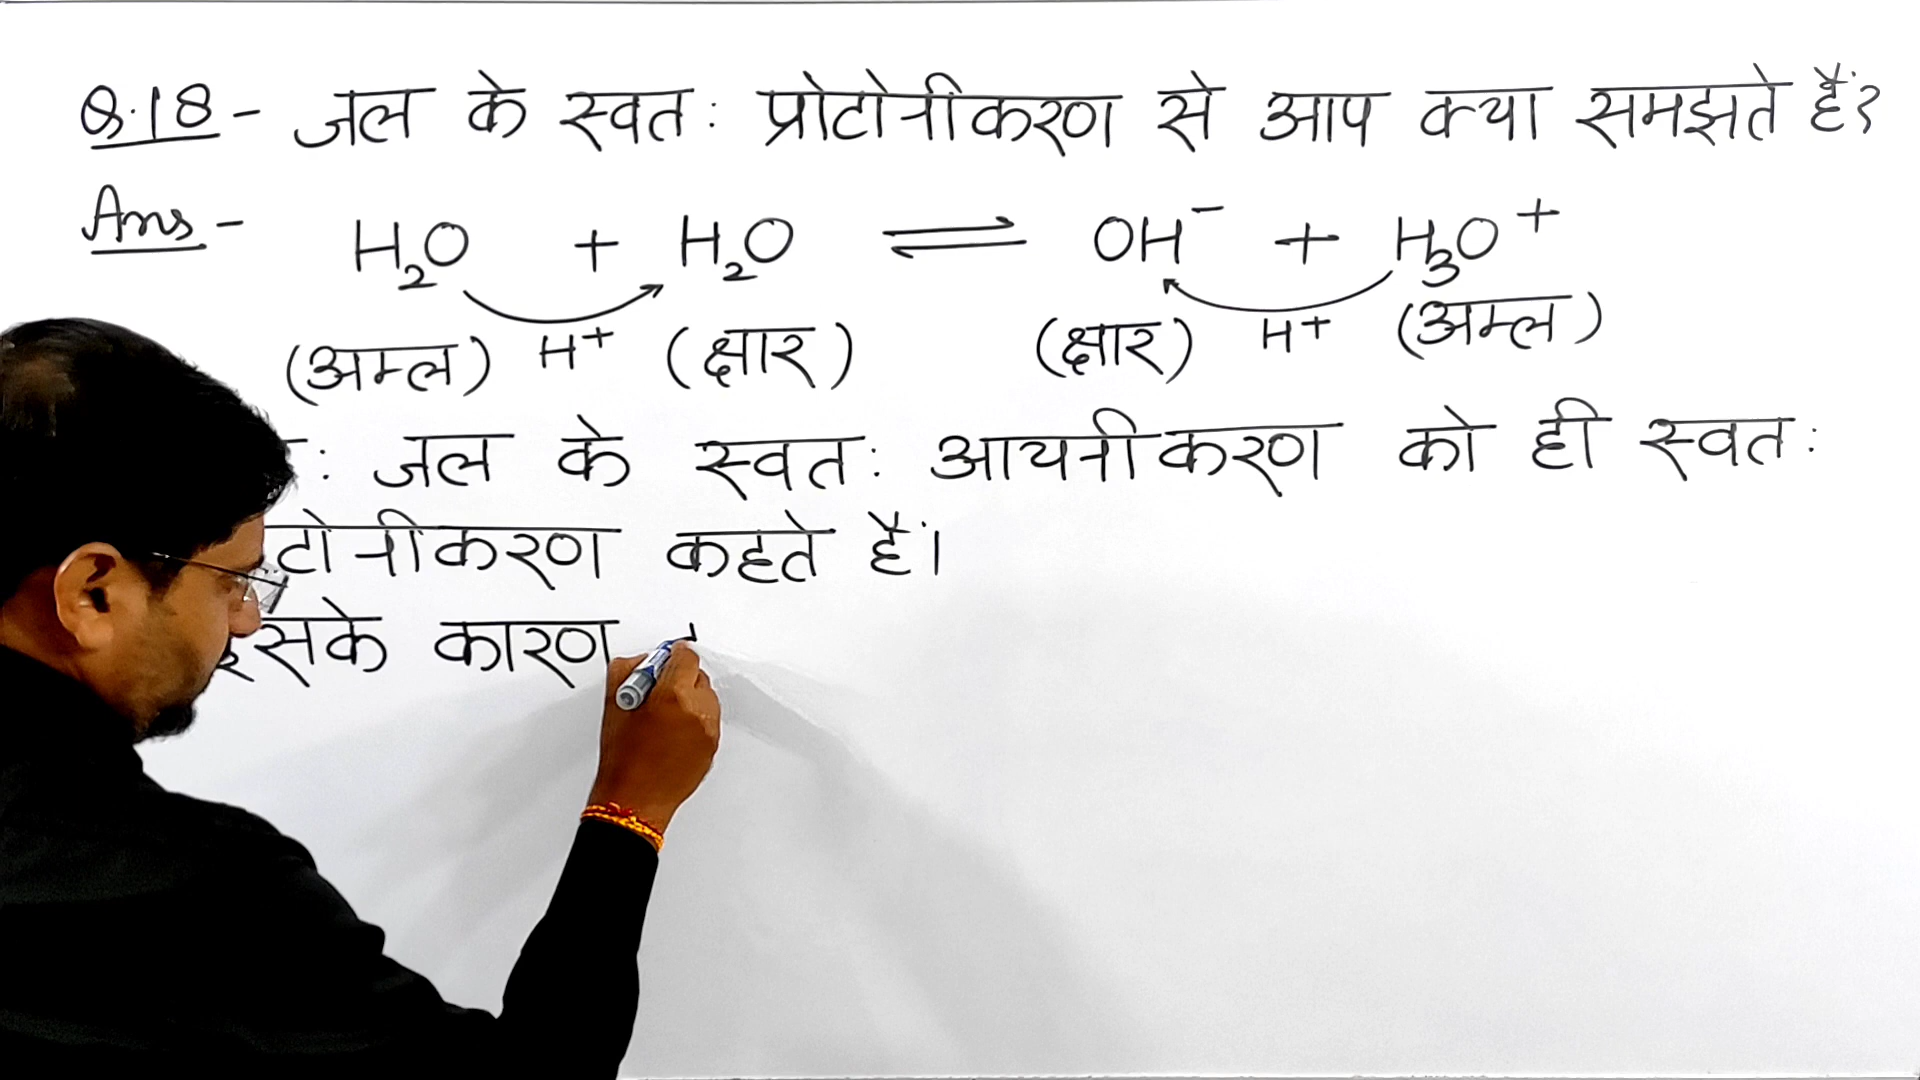 Q.18- जल के स्वतः प्रोटोनीकरण से आप क्या समझते हैं?
Ans- H₂O + H₂O ⇌ OH⁻ + H₃O⁺
(अम्ल) H⁺ (क्षार) (क्षार) H⁺ (अम्ल)
जल के स्वतः आयनीकरण को ही स्वतः
टोनीकरण कहते हैं।
इसके कारण